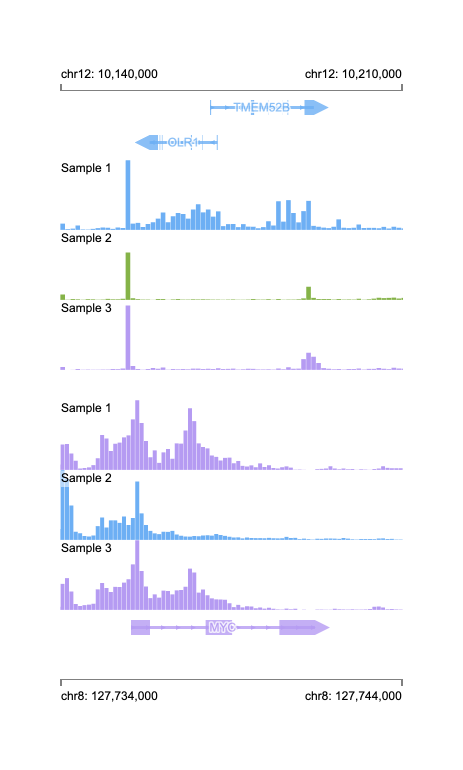 chr12: 10,140,000 chr12: 10,210,000
TMEM52B
OLR1
Sample 1
Sample 2
Sample 3
Sample 1
Sample 2
Sample 3
MYC
chr8: 127,734,000 chr8: 127,744,000